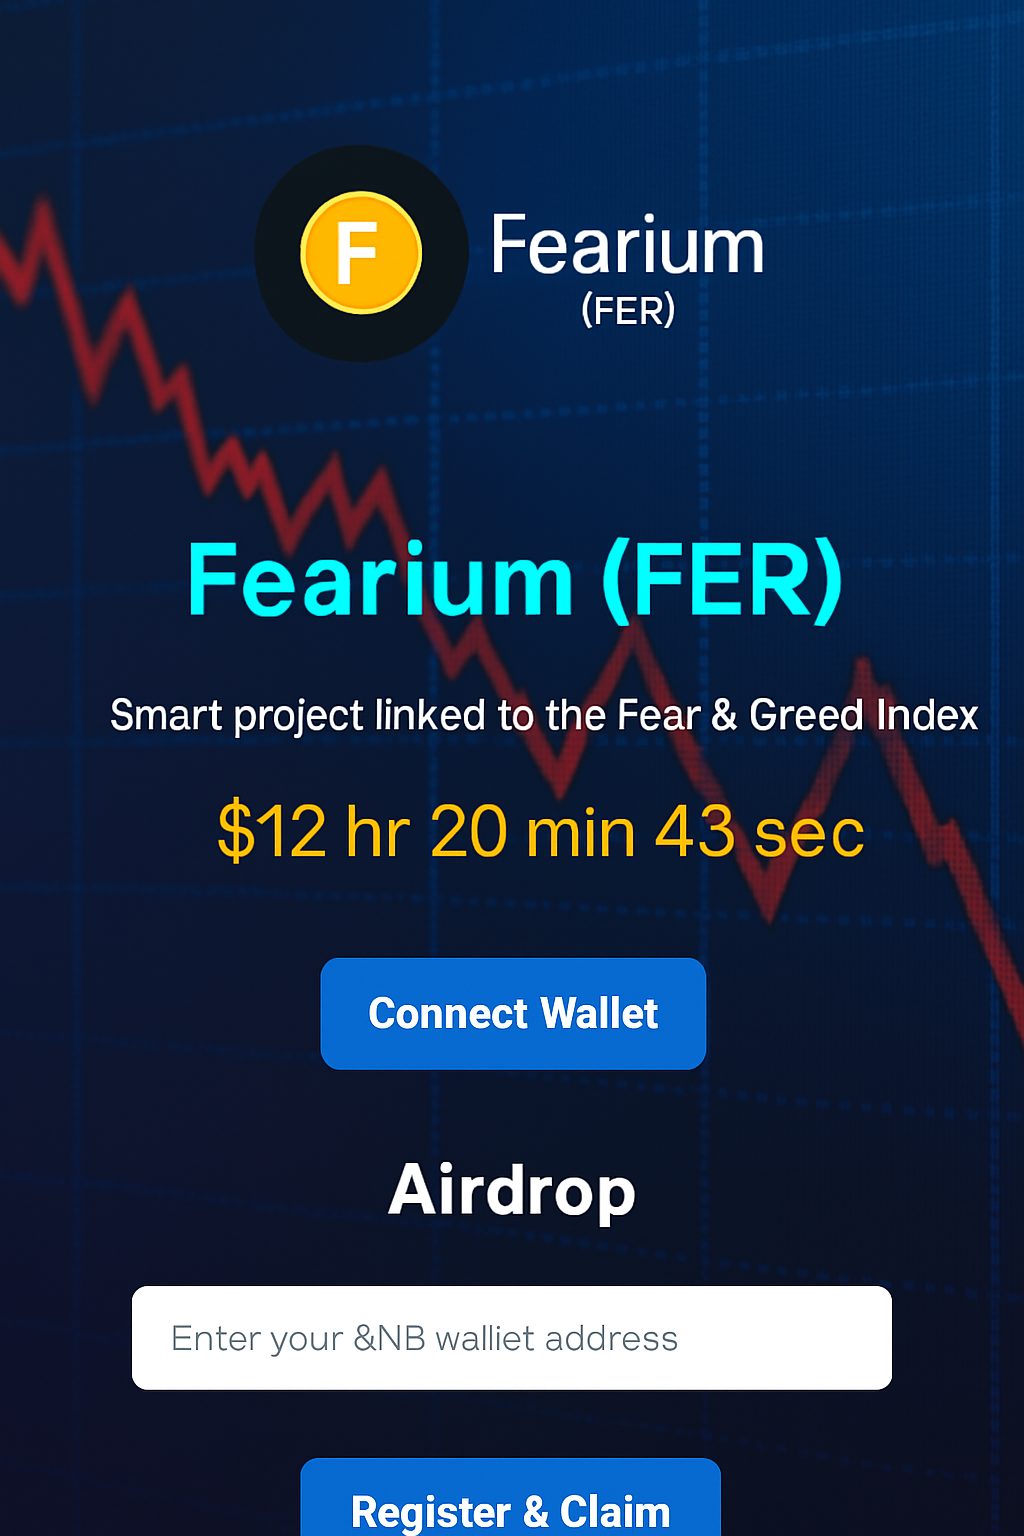 F
Fearium
(FER)
Fearium (FER)
Smart project linked to the Fear & Greed Index
$12 hr 20 min 43 sec
Connect Wallet
Airdrop
Enter your &NB walliet address
Register & Claim